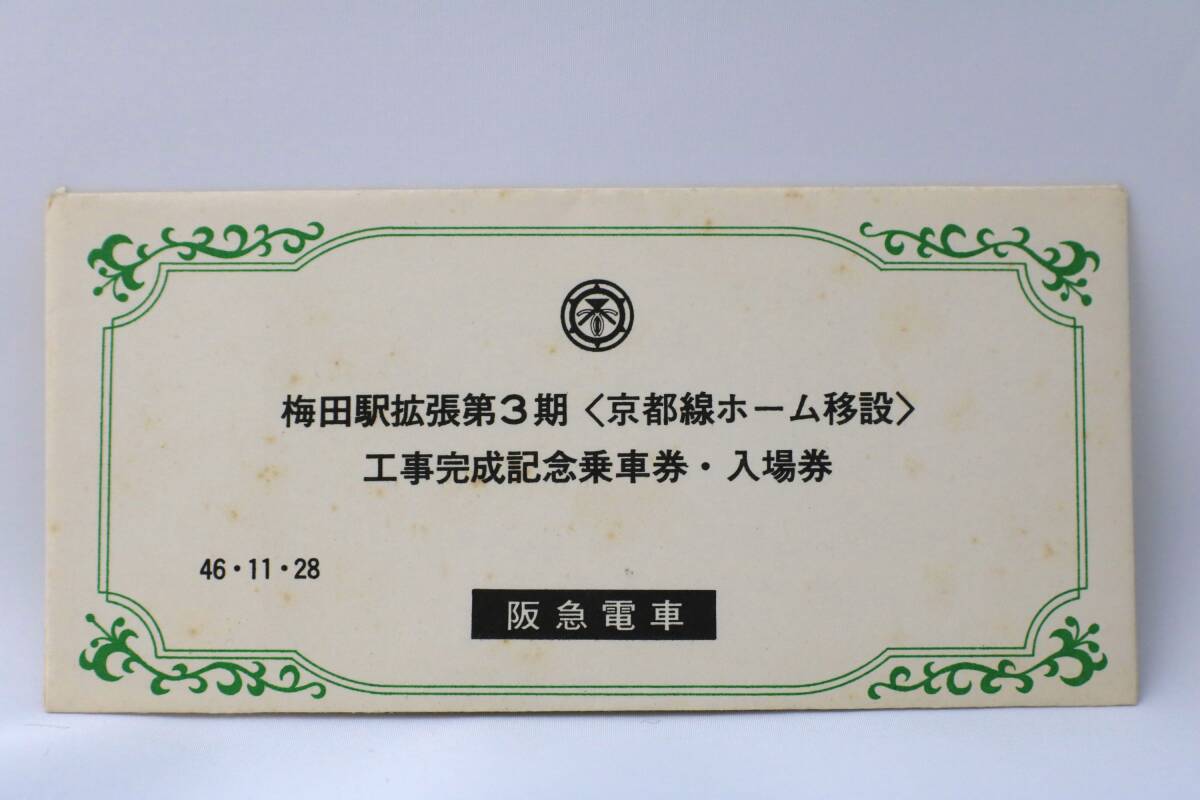 梅田駅拡張第3期〈京都線ホーム移設〉
工事完成記念乗車券・入場券
46・11・28
阪急電車